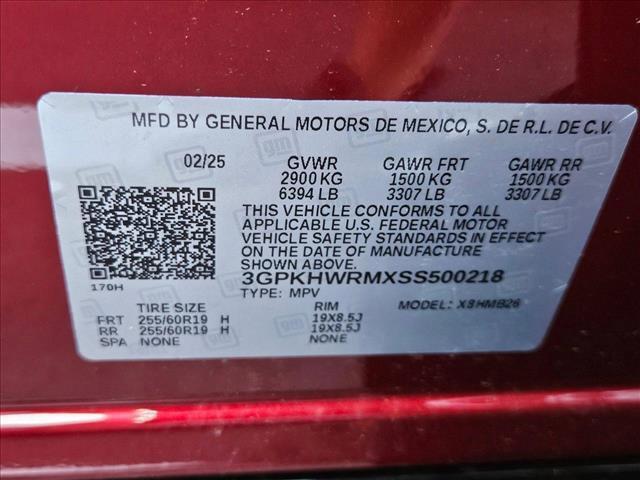 MFD BY GENERAL MOTORS DE MEXICO, S. DE R.L. DE C.V.
02/25 GVWR GAWR FRT GAWR RR
2900 KG 1500 KG 1500 KG
6394 LB 3307 LB 3307 LB
THIS VEHICLE CONFORMS TO ALL
APPLICABLE U.S. FEDERAL MOTOR
VEHICLE SAFETY STANDARDS IN EFFECT
ON THE DATE OF MANUFACTURE
SHOWN ABOVE.
3GPKHWRMXSS500218
170H
TYPE: MPV MODEL: X8HMB26
TIRE SIZE RIM
FRT 255/60R19 H 19X8.5J
RR 255/60R19 H 19X8.5J
SPA NONE NONE